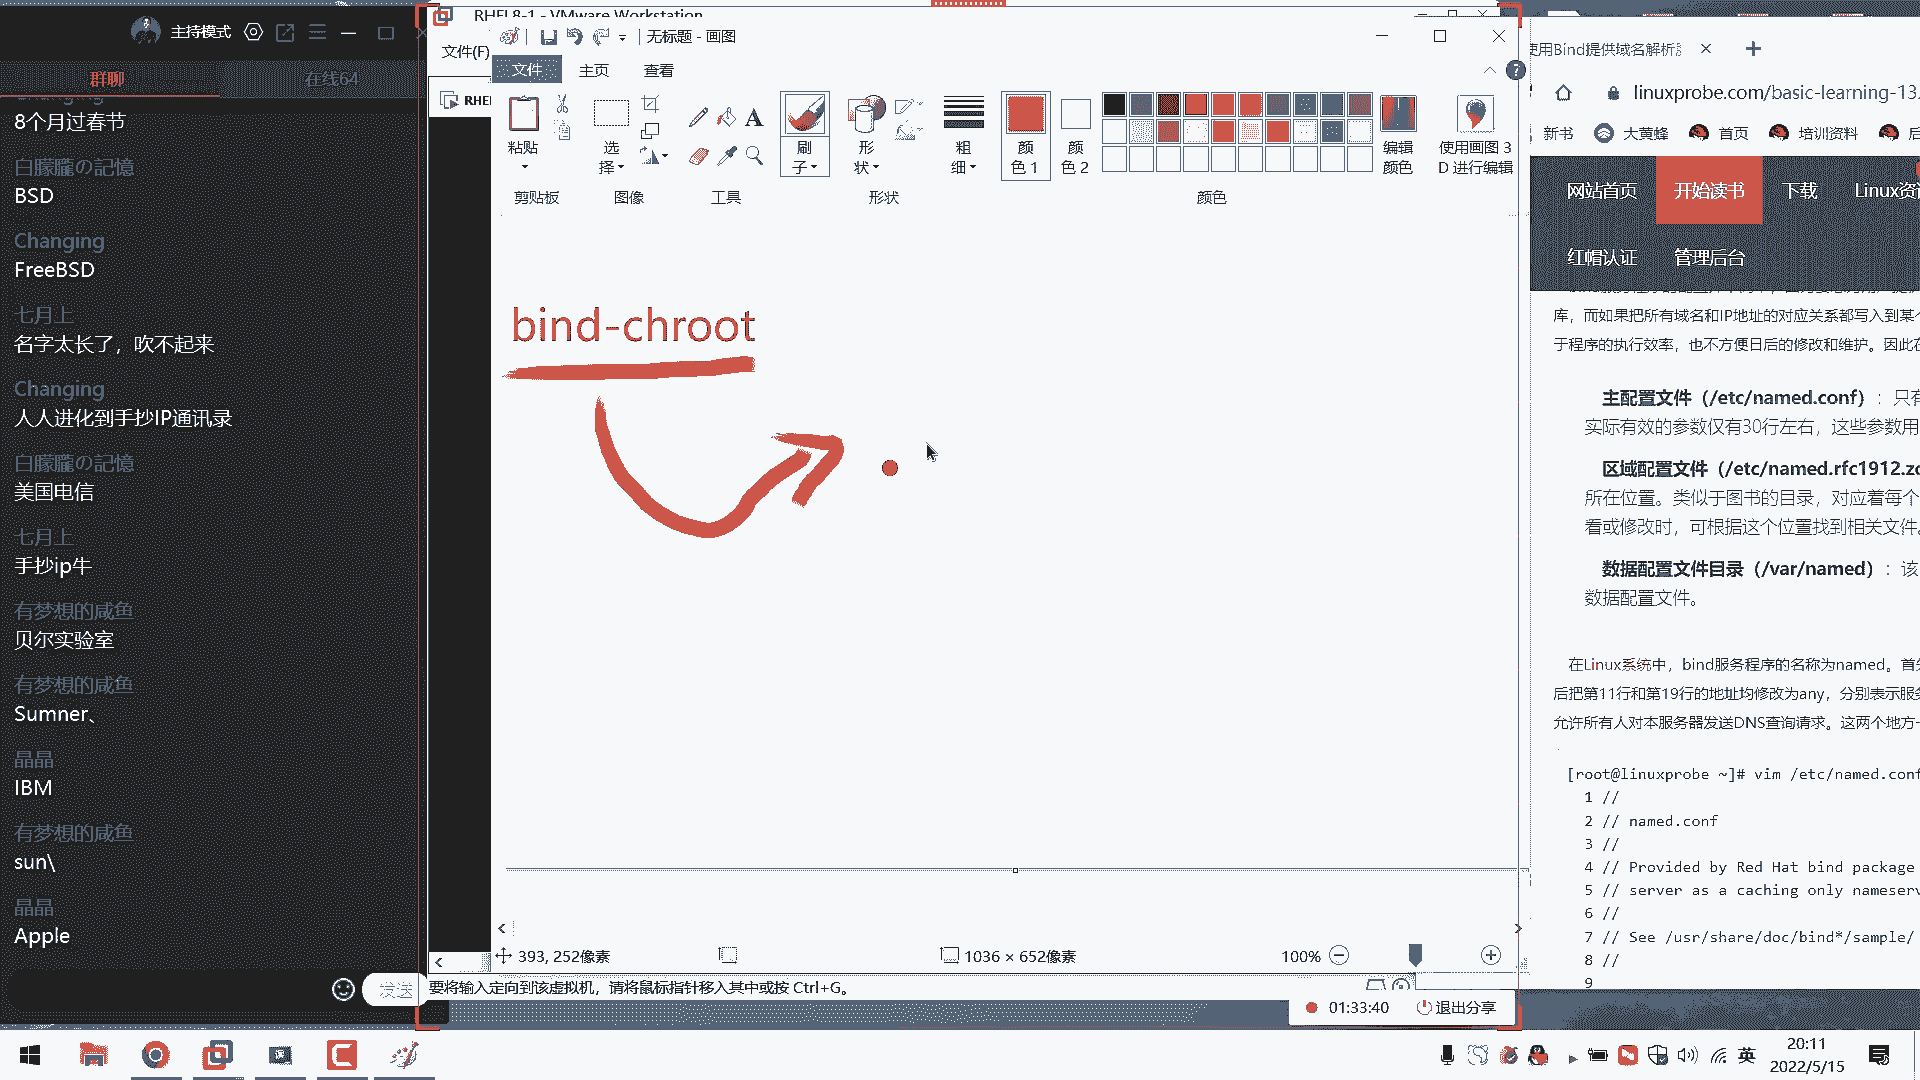 主持模式
群聊
在线64
Changing
8个月过春节
白朦朧の記憶
BSD
Changing
FreeBSD
七月上
名字太长了，吹不起来
Changing
人人进化到手抄IP通讯录
白朦朧の記憶
美国电信
七月上
手抄ip牛
有梦想的咸鱼
贝尔实验室
有梦想的咸鱼
Sumner、
晶晶
IBM
有梦想的咸鱼
sun\
晶晶
Apple
发送
RHEL8-1 - VMware Workstation
文件(F)
RHEL
无标题 - 画图
文件
主页
查看
粘贴
选择
刷子
形状
粗细
颜色 1
颜色 2
编辑颜色
使用画图 3D 进行编辑
剪贴板
图像
工具
形状
颜色
bind-chroot
393, 252像素
1036 × 652像素
100%
要将输入定向到该虚拟机，请将鼠标指针移入其中或按 Ctrl+G。
01:33:40
退出分享
使用Bind提供域名解析
linuxprobe.com/basic-learning-13.
新书
大黄蜂
首页
培训资料
网站首页
开始读书
下载
Linux资
红帽认证
管理后台
库，而如果把所有域名和IP地址的对应关系都写入到某个
于程序的执行效率，也不方便日后的修改和维护。因此在
主配置文件（/etc/named.conf）：只有
实际有效的参数仅有30行左右，这些参数用
区域配置文件（/etc/named.rfc1912.zo
所在位置。类似于图书的目录，对应着每个
看或修改时，可根据这个位置找到相关文件。
数据配置文件目录（/var/named）：该
数据配置文件。
在Linux系统中，bind服务程序的名称为named。首先
后把第11行和第19行的地址均修改为any，分别表示服务
允许所有人对本服务器发送DNS查询请求。这两个地方一
[root@linuxprobe ~]# vim /etc/named.conf
1 //
2 // named.conf
3 //
4 // Provided by Red Hat bind package
5 // server as a caching only nameserv
6 //
7 // See /usr/share/doc/bind*/sample/
8 //
9
英
20:11
2022/5/15